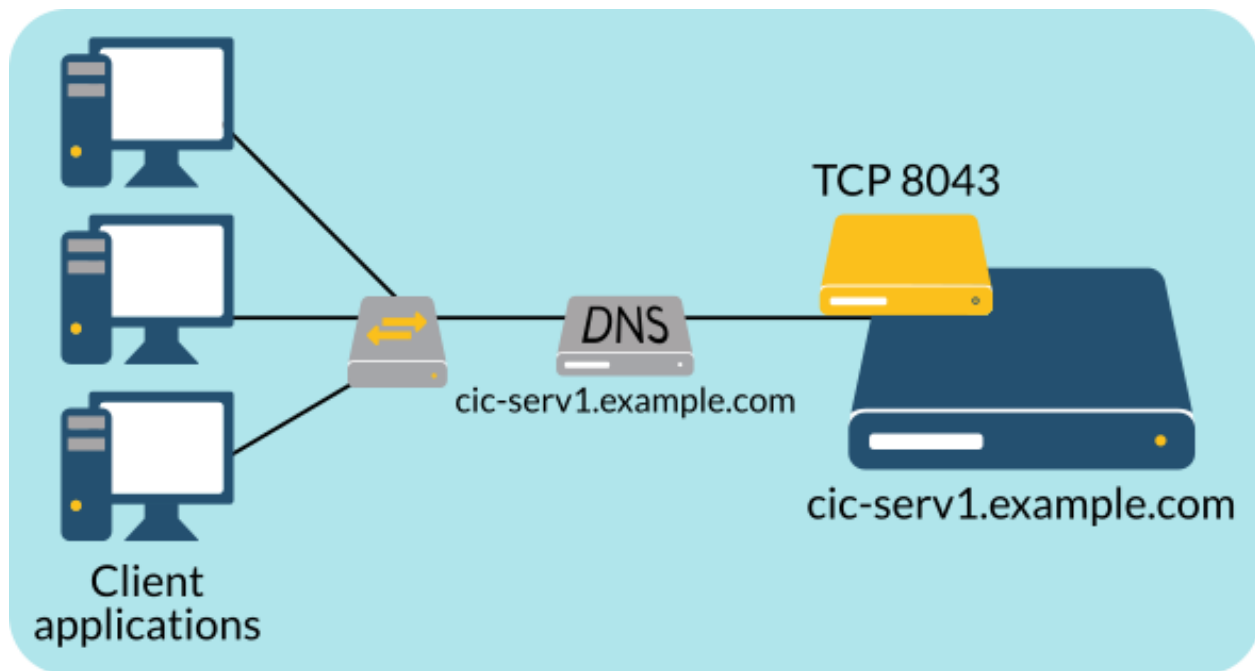 TCP 8043
DNS
cic-serv1.example.com
cic-serv1.example.com
Client
applications